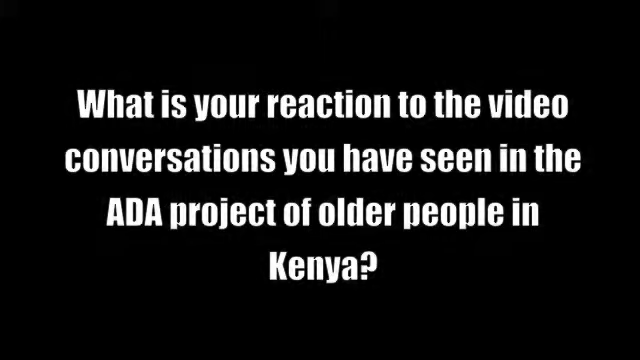 What is your reaction to the video
conversations you have seen in the
ADA project of older people in
Kenya?